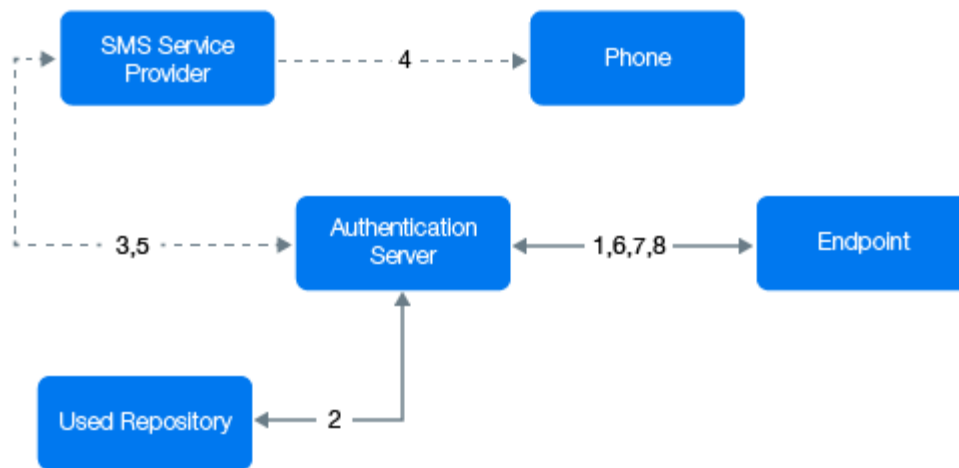 SMS Service
Provider
4
Phone
3,5
Authentication
Server
1,6,7,8
Endpoint
Used Repository
2